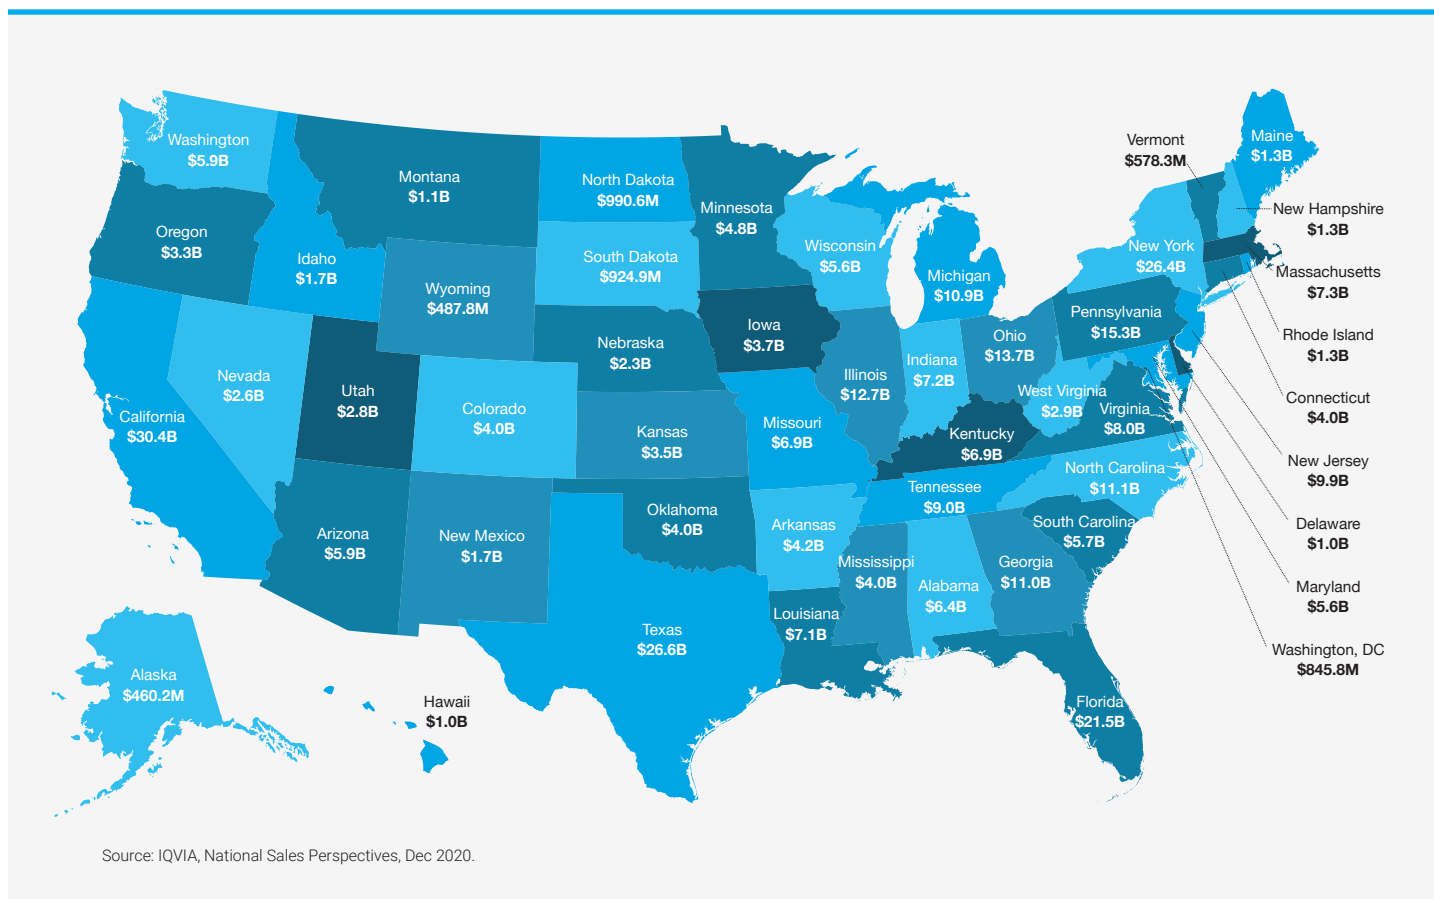 Washington
$5.9B
Oregon
$3.3B
California
$30.4B
Nevada
$2.6B
Idaho
$1.7B
Montana
$1.1B
Wyoming
$487.8M
Utah
$2.8B
Arizona
$5.9B
Colorado
$4.0B
New Mexico
$1.7B
North Dakota
$990.6M
South Dakota
$924.9M
Nebraska
$2.3B
Kansas
$3.5B
Oklahoma
$4.0B
Texas
$26.6B
Minnesota
$4.8B
Iowa
$3.7B
Missouri
$6.9B
Arkansas
$4.2B
Louisiana
$7.1B
Wisconsin
$5.6B
Illinois
$12.7B
Michigan
$10.9B
Indiana
$7.2B
Ohio
$13.7B
Kentucky
$6.9B
Tennessee
$9.0B
Mississippi
$4.0B
Alabama
$6.4B
Georgia
$11.0B
Florida
$21.5B
South Carolina
$5.7B
North Carolina
$11.1B
Virginia
$8.0B
West Virginia
$2.9B
Pennsylvania
$15.3B
New York
$26.4B
Vermont
$578.3M
Maine
$1.3B
New Hampshire
$1.3B
Massachusetts
$7.3B
Rhode Island
$1.3B
Connecticut
$4.0B
New Jersey
$9.9B
Delaware
$1.0B
Maryland
$5.6B
Washington, DC
$845.8M
Alaska
$460.2M
Hawaii
$1.0B
Source: IQVIA, National Sales Perspectives, Dec 2020.